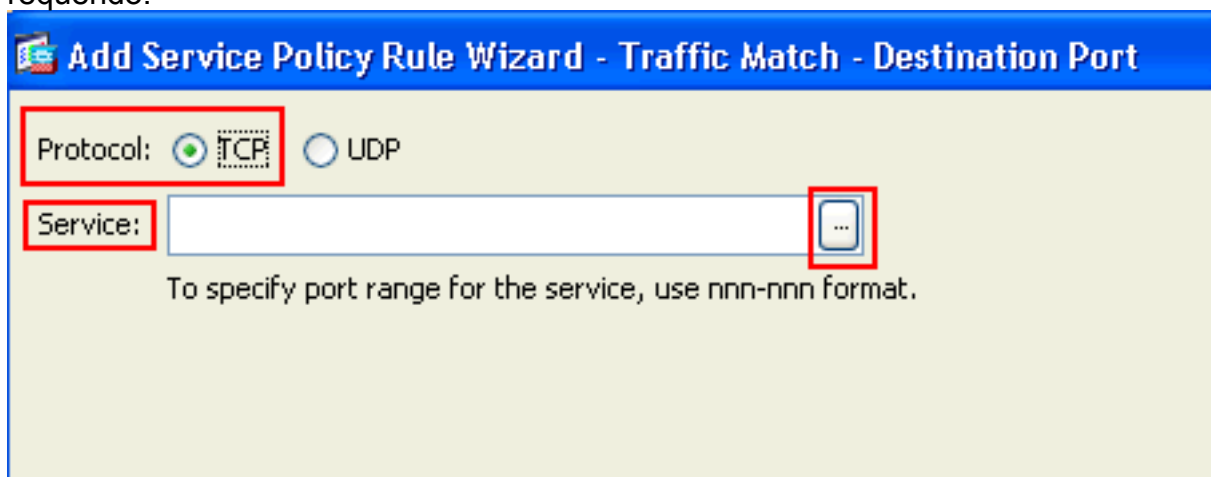 requerido.
Add Service Policy Rule Wizard - Traffic Match - Destination Port
Protocol: TCP UDP
Service: ...
To specify port range for the service, use nnn-nnn format.